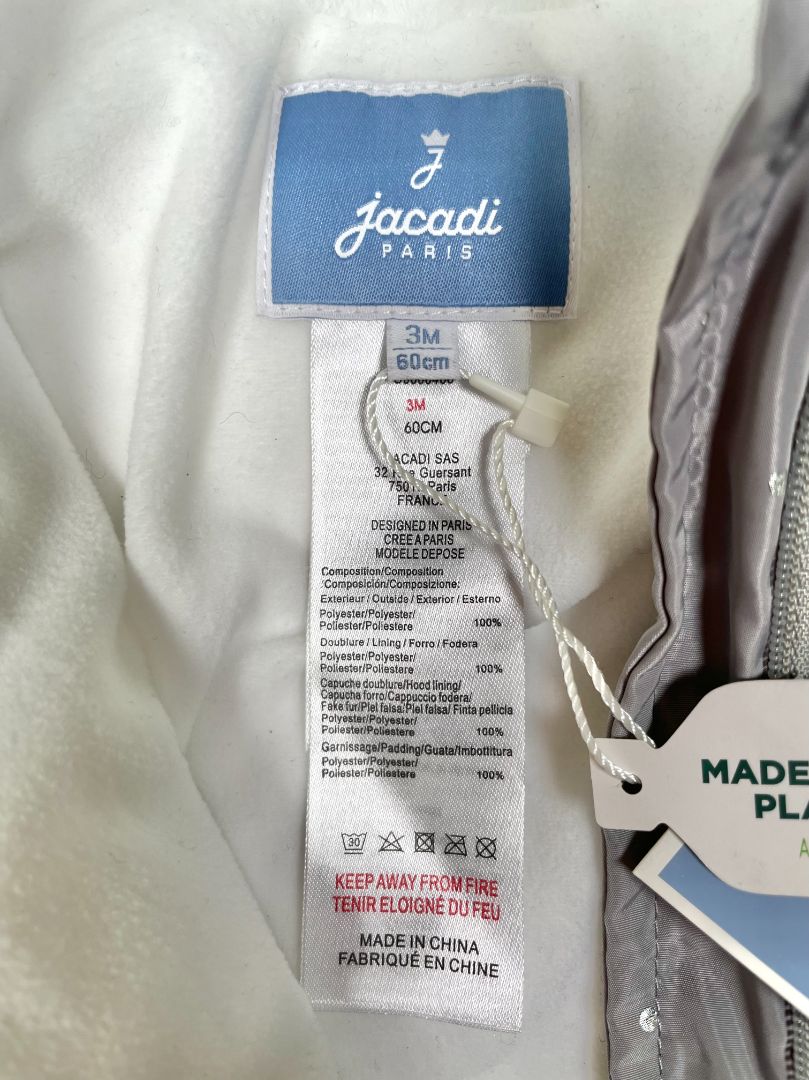 J
jacadi
PARIS
3M
60cm
3M
60CM
ACADI SAS
32 Guersant
Paris
DESIGNED IN PARIS
CREE A PARIS
MODELE DEPOSE
Composition/Composition
Composición/Composizione:
Exterieur / Outside / Exterior / Esterno
Polyester/Polyester/
Poliester/Poliestere 100%
Doublure / Lining / Forro / Fodera
Polyester/Polyester/
Poliester/Poliestere 100%
Capuche doublure/Hood lining/
Capucha forro/Cappuccio fodera/
Fake fur/Piel falsa/Piel falsa/ Finta pellicia
Polyester/Polyester/
Poliester/Poliestere 100%
Garnissage/Padding/Guata/Imbottitura
Polyester/Polyester/
Poliester/Poliestere 100%
30
KEEP AWAY FROM FIRE
TENIR ELOIGNÉ DU FEU
MADE IN CHINA
FABRIQUÉ EN CHINE
MADE
PLA
A